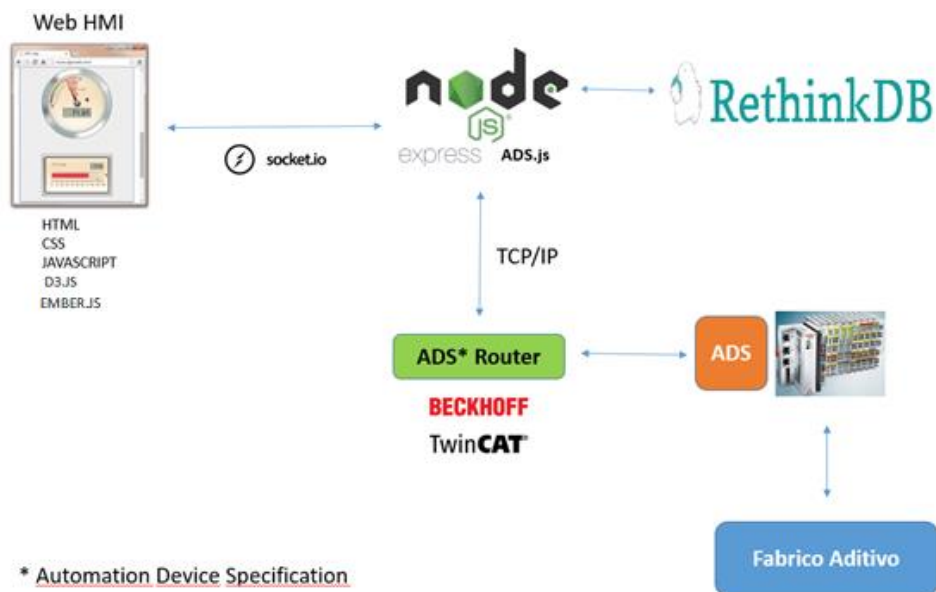 Web HMI
node
JS
express ADS.js
RethinkDB
socket.io
HTML
CSS
JAVASCRIPT
D3.JS
EMBER.JS
TCP/IP
ADS* Router
BECKHOFF
TwinCAT®
ADS
Fabrico Aditivo
* Automation Device Specification